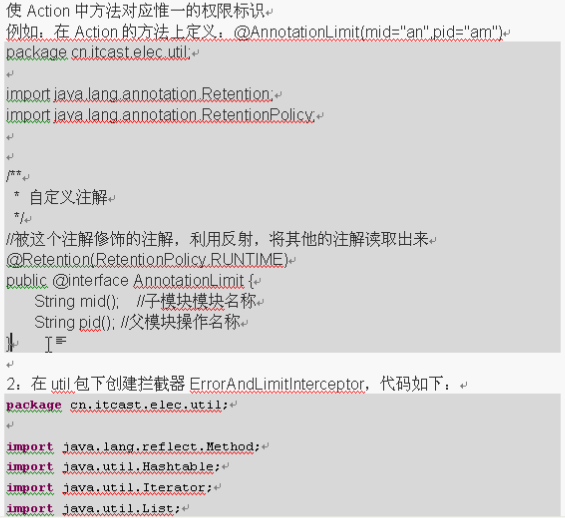 使 Action 中方法对应惟一的权限标识
例如：在 Action 的方法上定义：@AnnotationLimit(mid="an",pid="am")
package cn.itcast.elec.util;
import java.lang.annotation.Retention;
import java.lang.annotation.RetentionPolicy;
/**
 * 自定义注解
 */
//被这个注解修饰的注解，利用反射，将其他的注解读取出来
@Retention(RetentionPolicy.RUNTIME)
public @interface AnnotationLimit {
String mid(); //子模块模块名称
String pid(); //父模块操作名称
}
2：在 util 包下创建拦截器 ErrorAndLimitInterceptor，代码如下：
package cn.itcast.elec.util;
import java.lang.reflect.Method;
import java.util.Hashtable;
import java.util.Iterator;
import java.util.List;